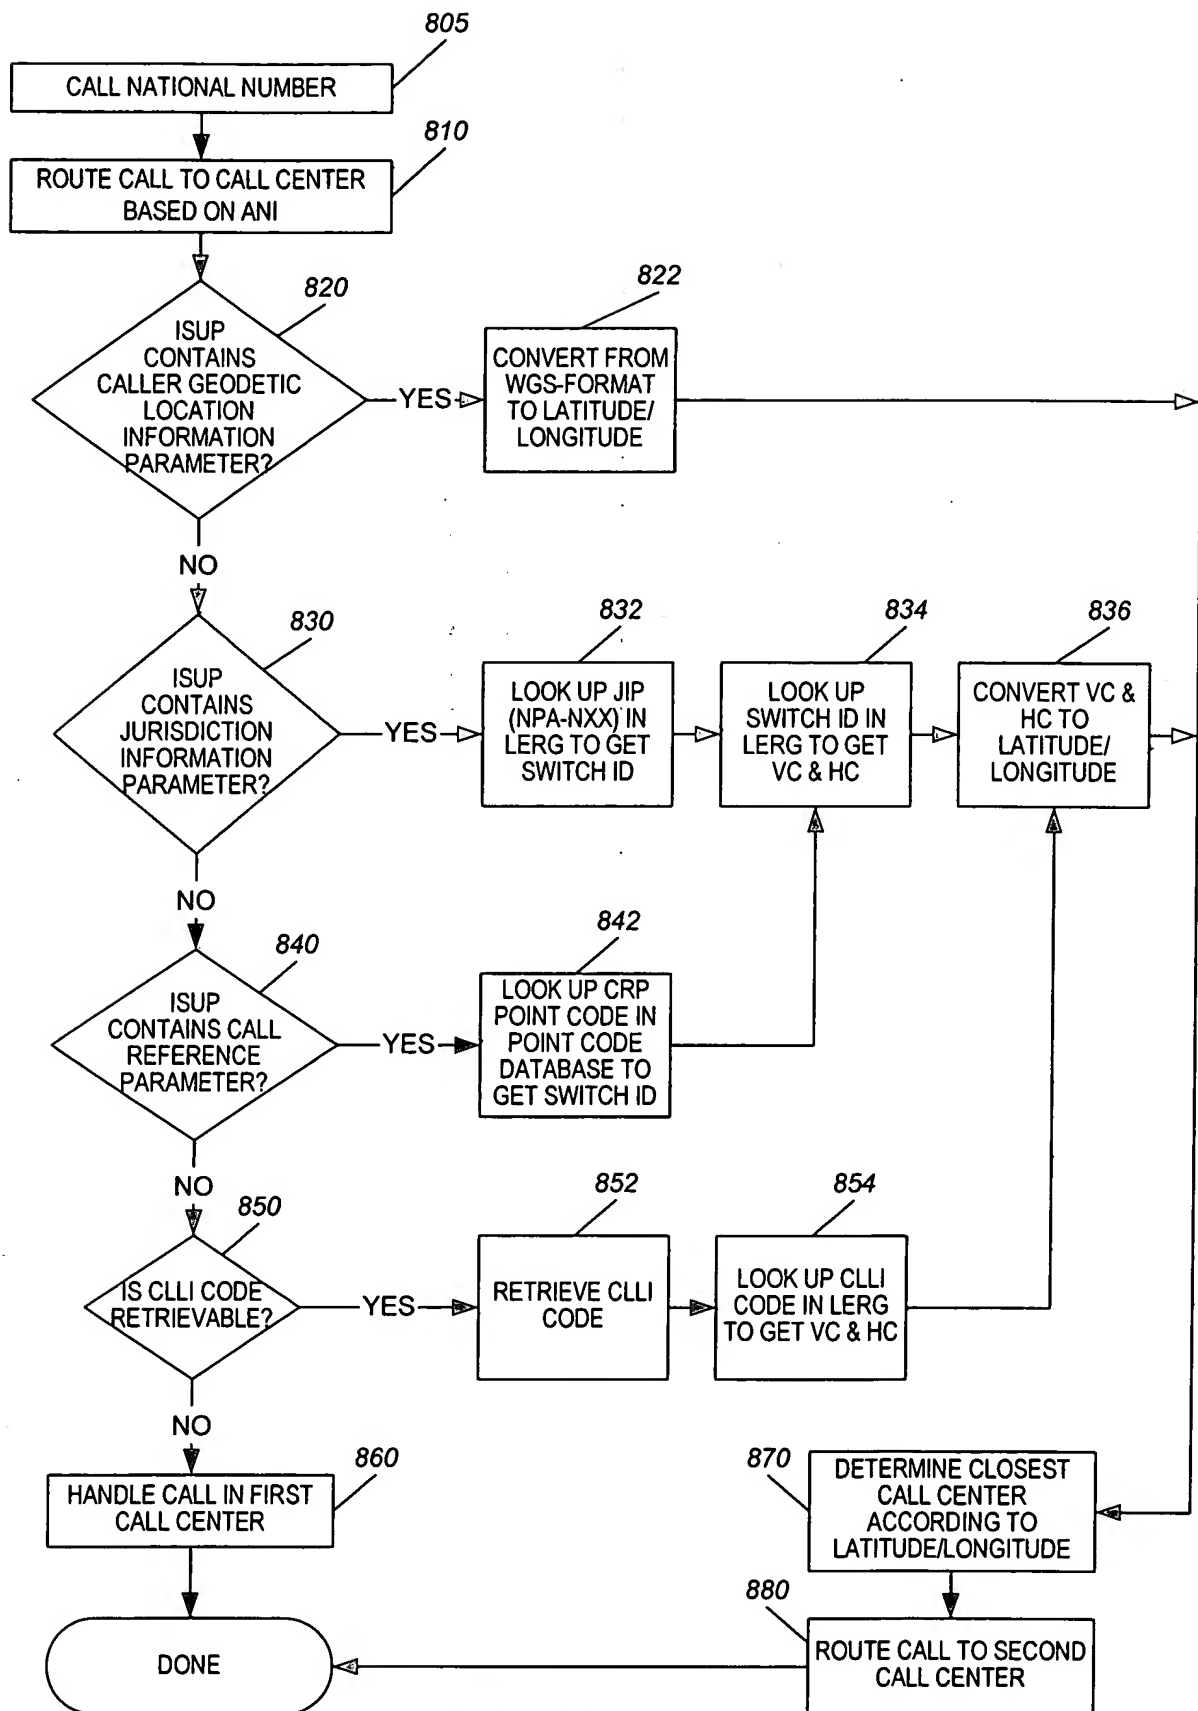 805
CALL NATIONAL NUMBER
810
ROUTE CALL TO CALL CENTER
BASED ON ANI
820
ISUP
CONTAINS
CALLER GEODETIC
LOCATION
INFORMATION
PARAMETER?
YES
822
CONVERT FROM
WGS-FORMAT
TO LATITUDE/
LONGITUDE
NO
830
ISUP
CONTAINS
JURISDICTION
INFORMATION
PARAMETER?
YES
832
LOOK UP JIP
(NPA-NXX) IN
LERG TO GET
SWITCH ID
834
LOOK UP
SWITCH ID IN
LERG TO GET
VC & HC
836
CONVERT VC &
HC TO
LATITUDE/
LONGITUDE
NO
840
ISUP
CONTAINS CALL
REFERENCE
PARAMETER?
YES
842
LOOK UP CRP
POINT CODE IN
POINT CODE
DATABASE TO
GET SWITCH ID
NO
850
IS CLLI CODE
RETRIEVABLE?
YES
852
RETRIEVE CLLI
CODE
854
LOOK UP CLLI
CODE IN LERG
TO GET VC & HC
NO
860
HANDLE CALL IN FIRST
CALL CENTER
870
DETERMINE CLOSEST
CALL CENTER
ACCORDING TO
LATITUDE/LONGITUDE
880
ROUTE CALL TO SECOND
CALL CENTER
DONE